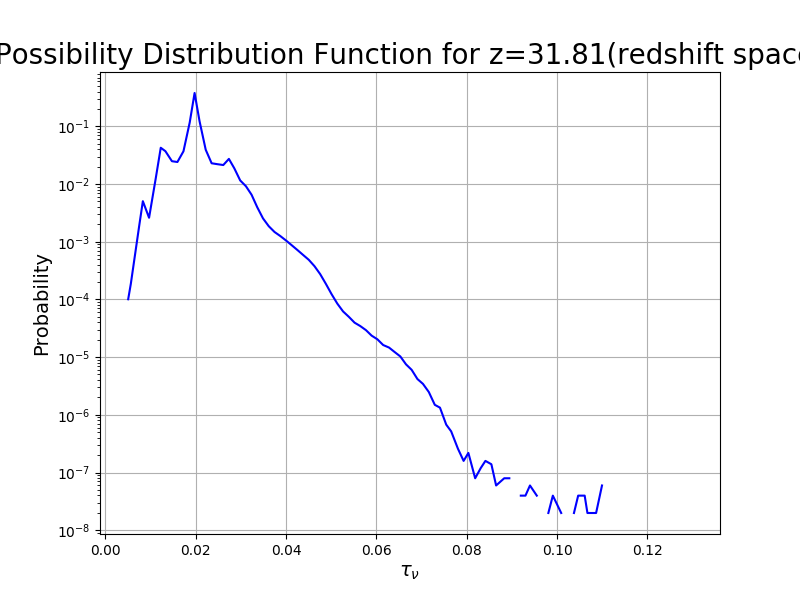 Possibility Distribution Function for z=31.81(redshift space
Probability
10⁻¹
10⁻²
10⁻³
10⁻⁴
10⁻⁵
10⁻⁶
10⁻⁷
10⁻⁸
0.00 0.02 0.04 0.06 0.08 0.10 0.12
τ_ν